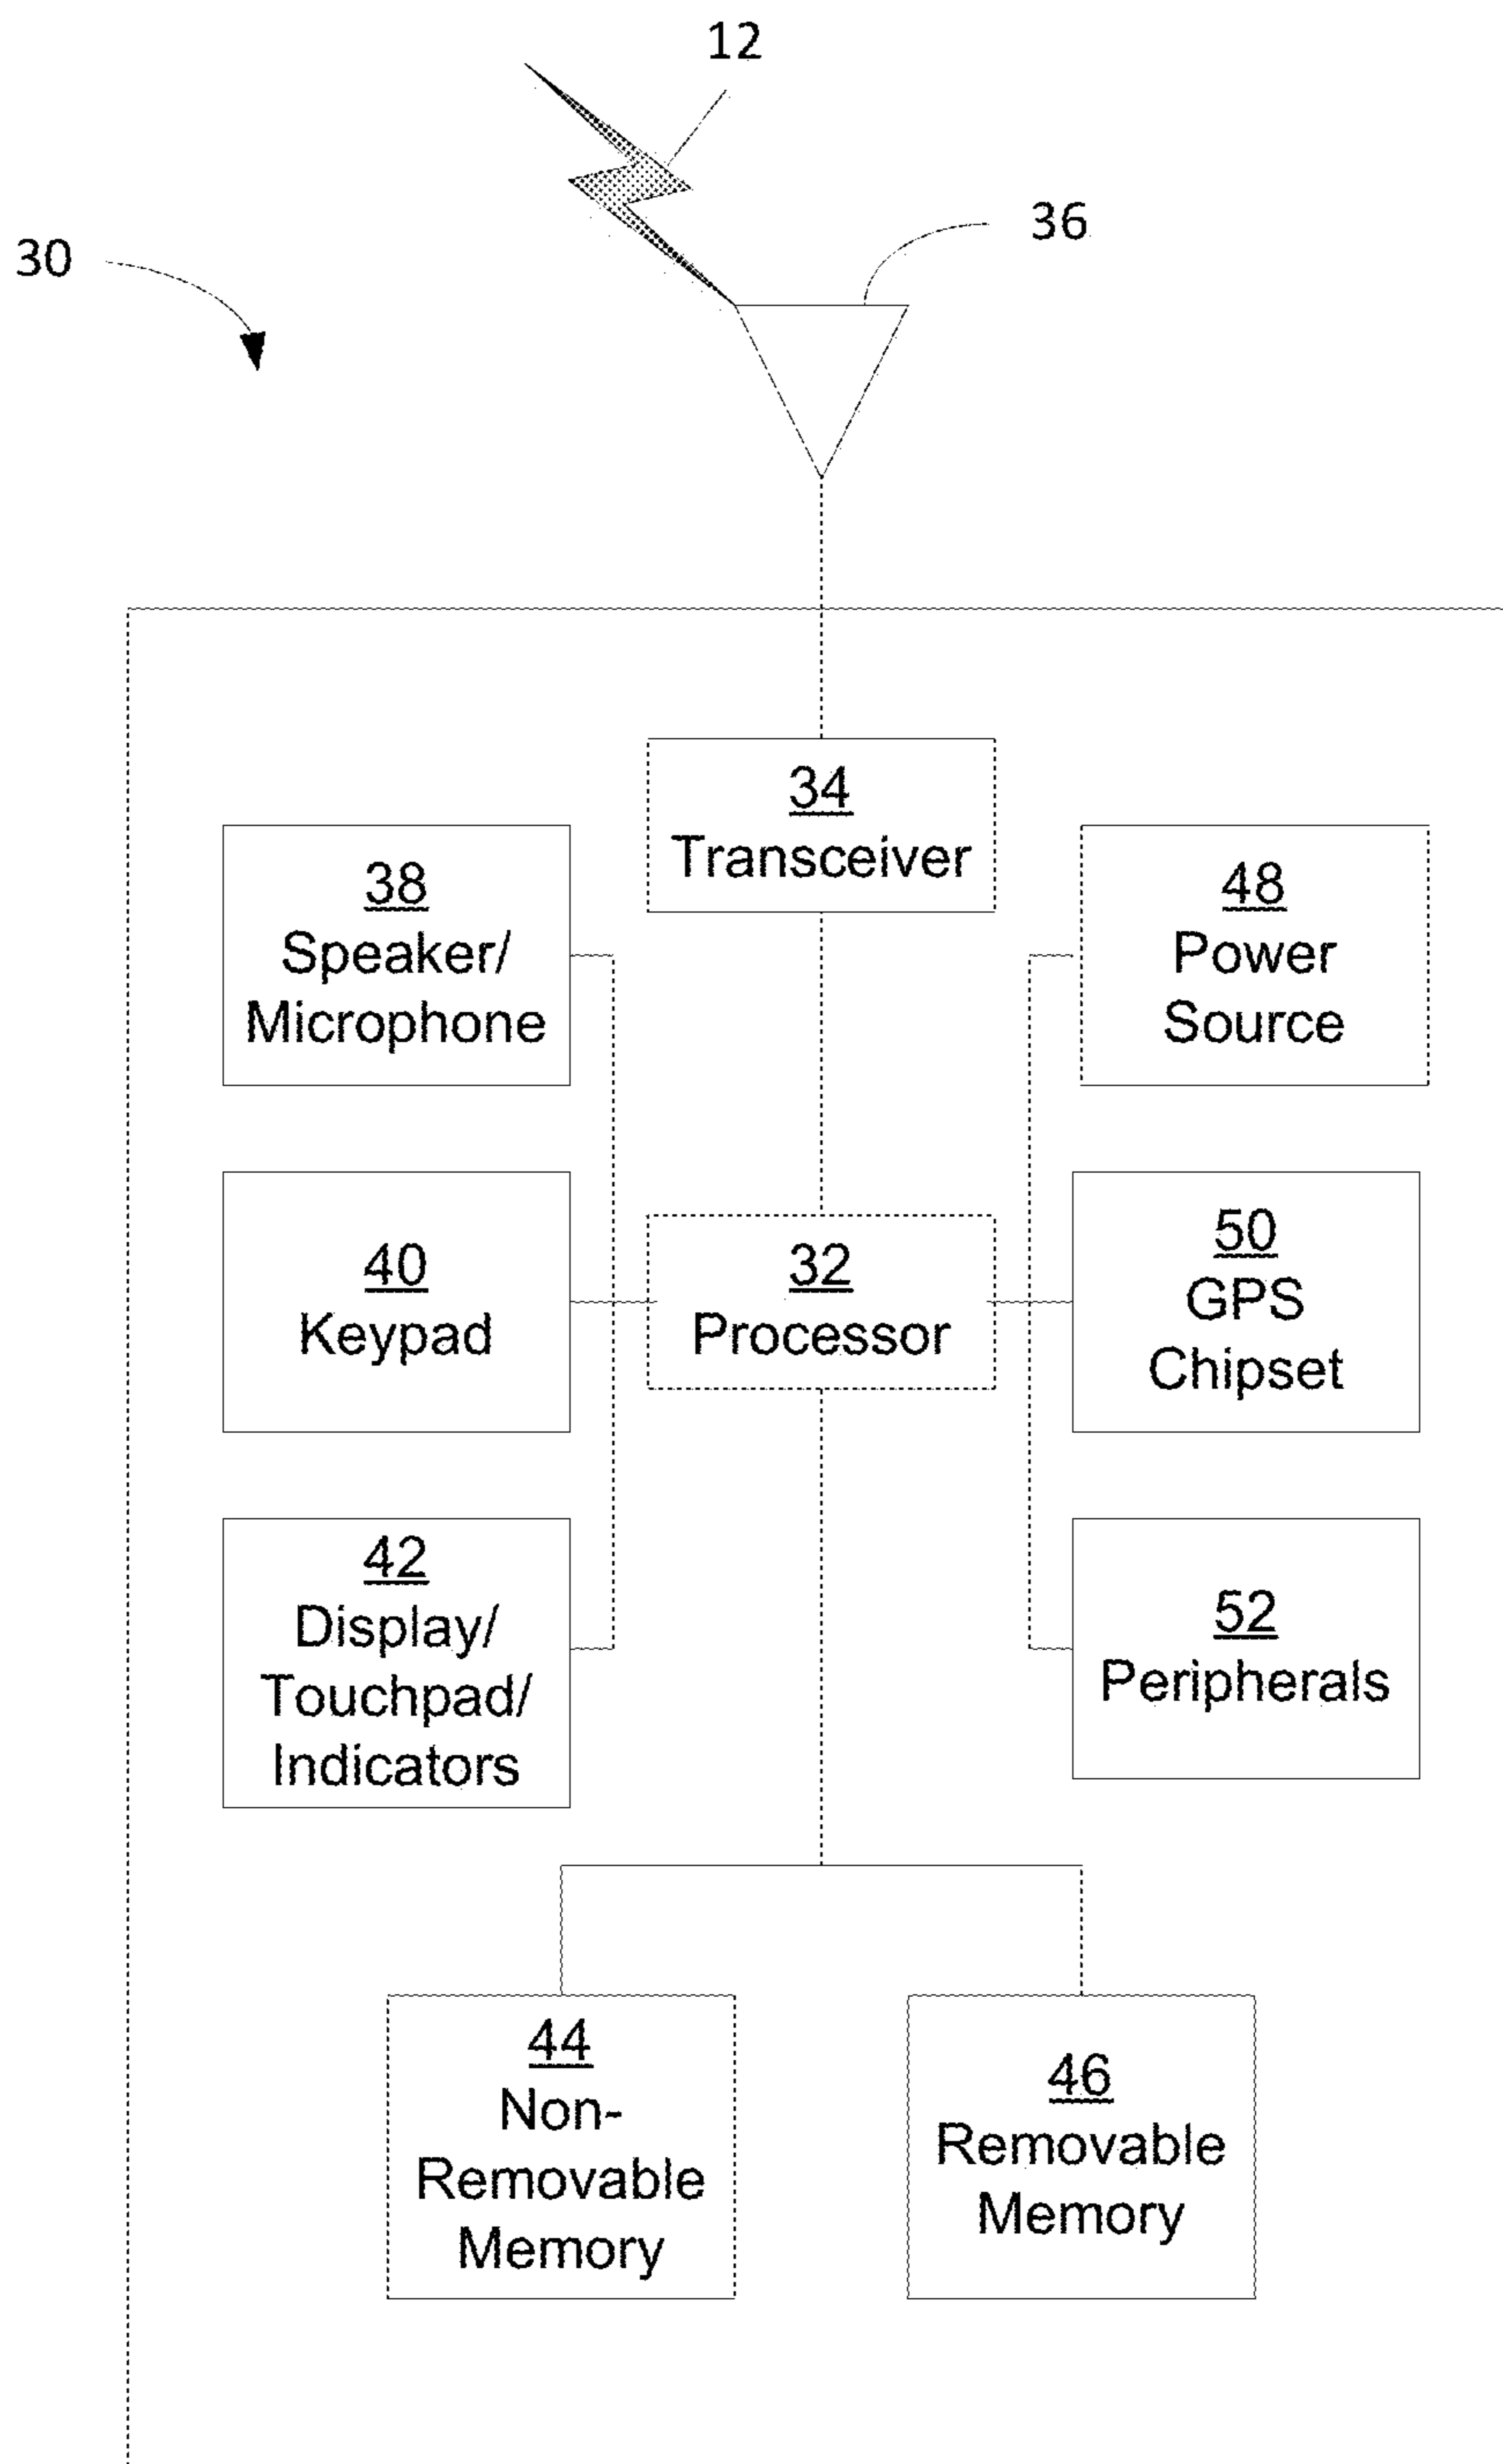 12
36
30
34
Transceiver
38
Speaker/
Microphone
48
Power
Source
40
Keypad
32
Processor
50
GPS
Chipset
42
Display/
Touchpad/
Indicators
52
Peripherals
44
Non-
Removable
Memory
46
Removable
Memory